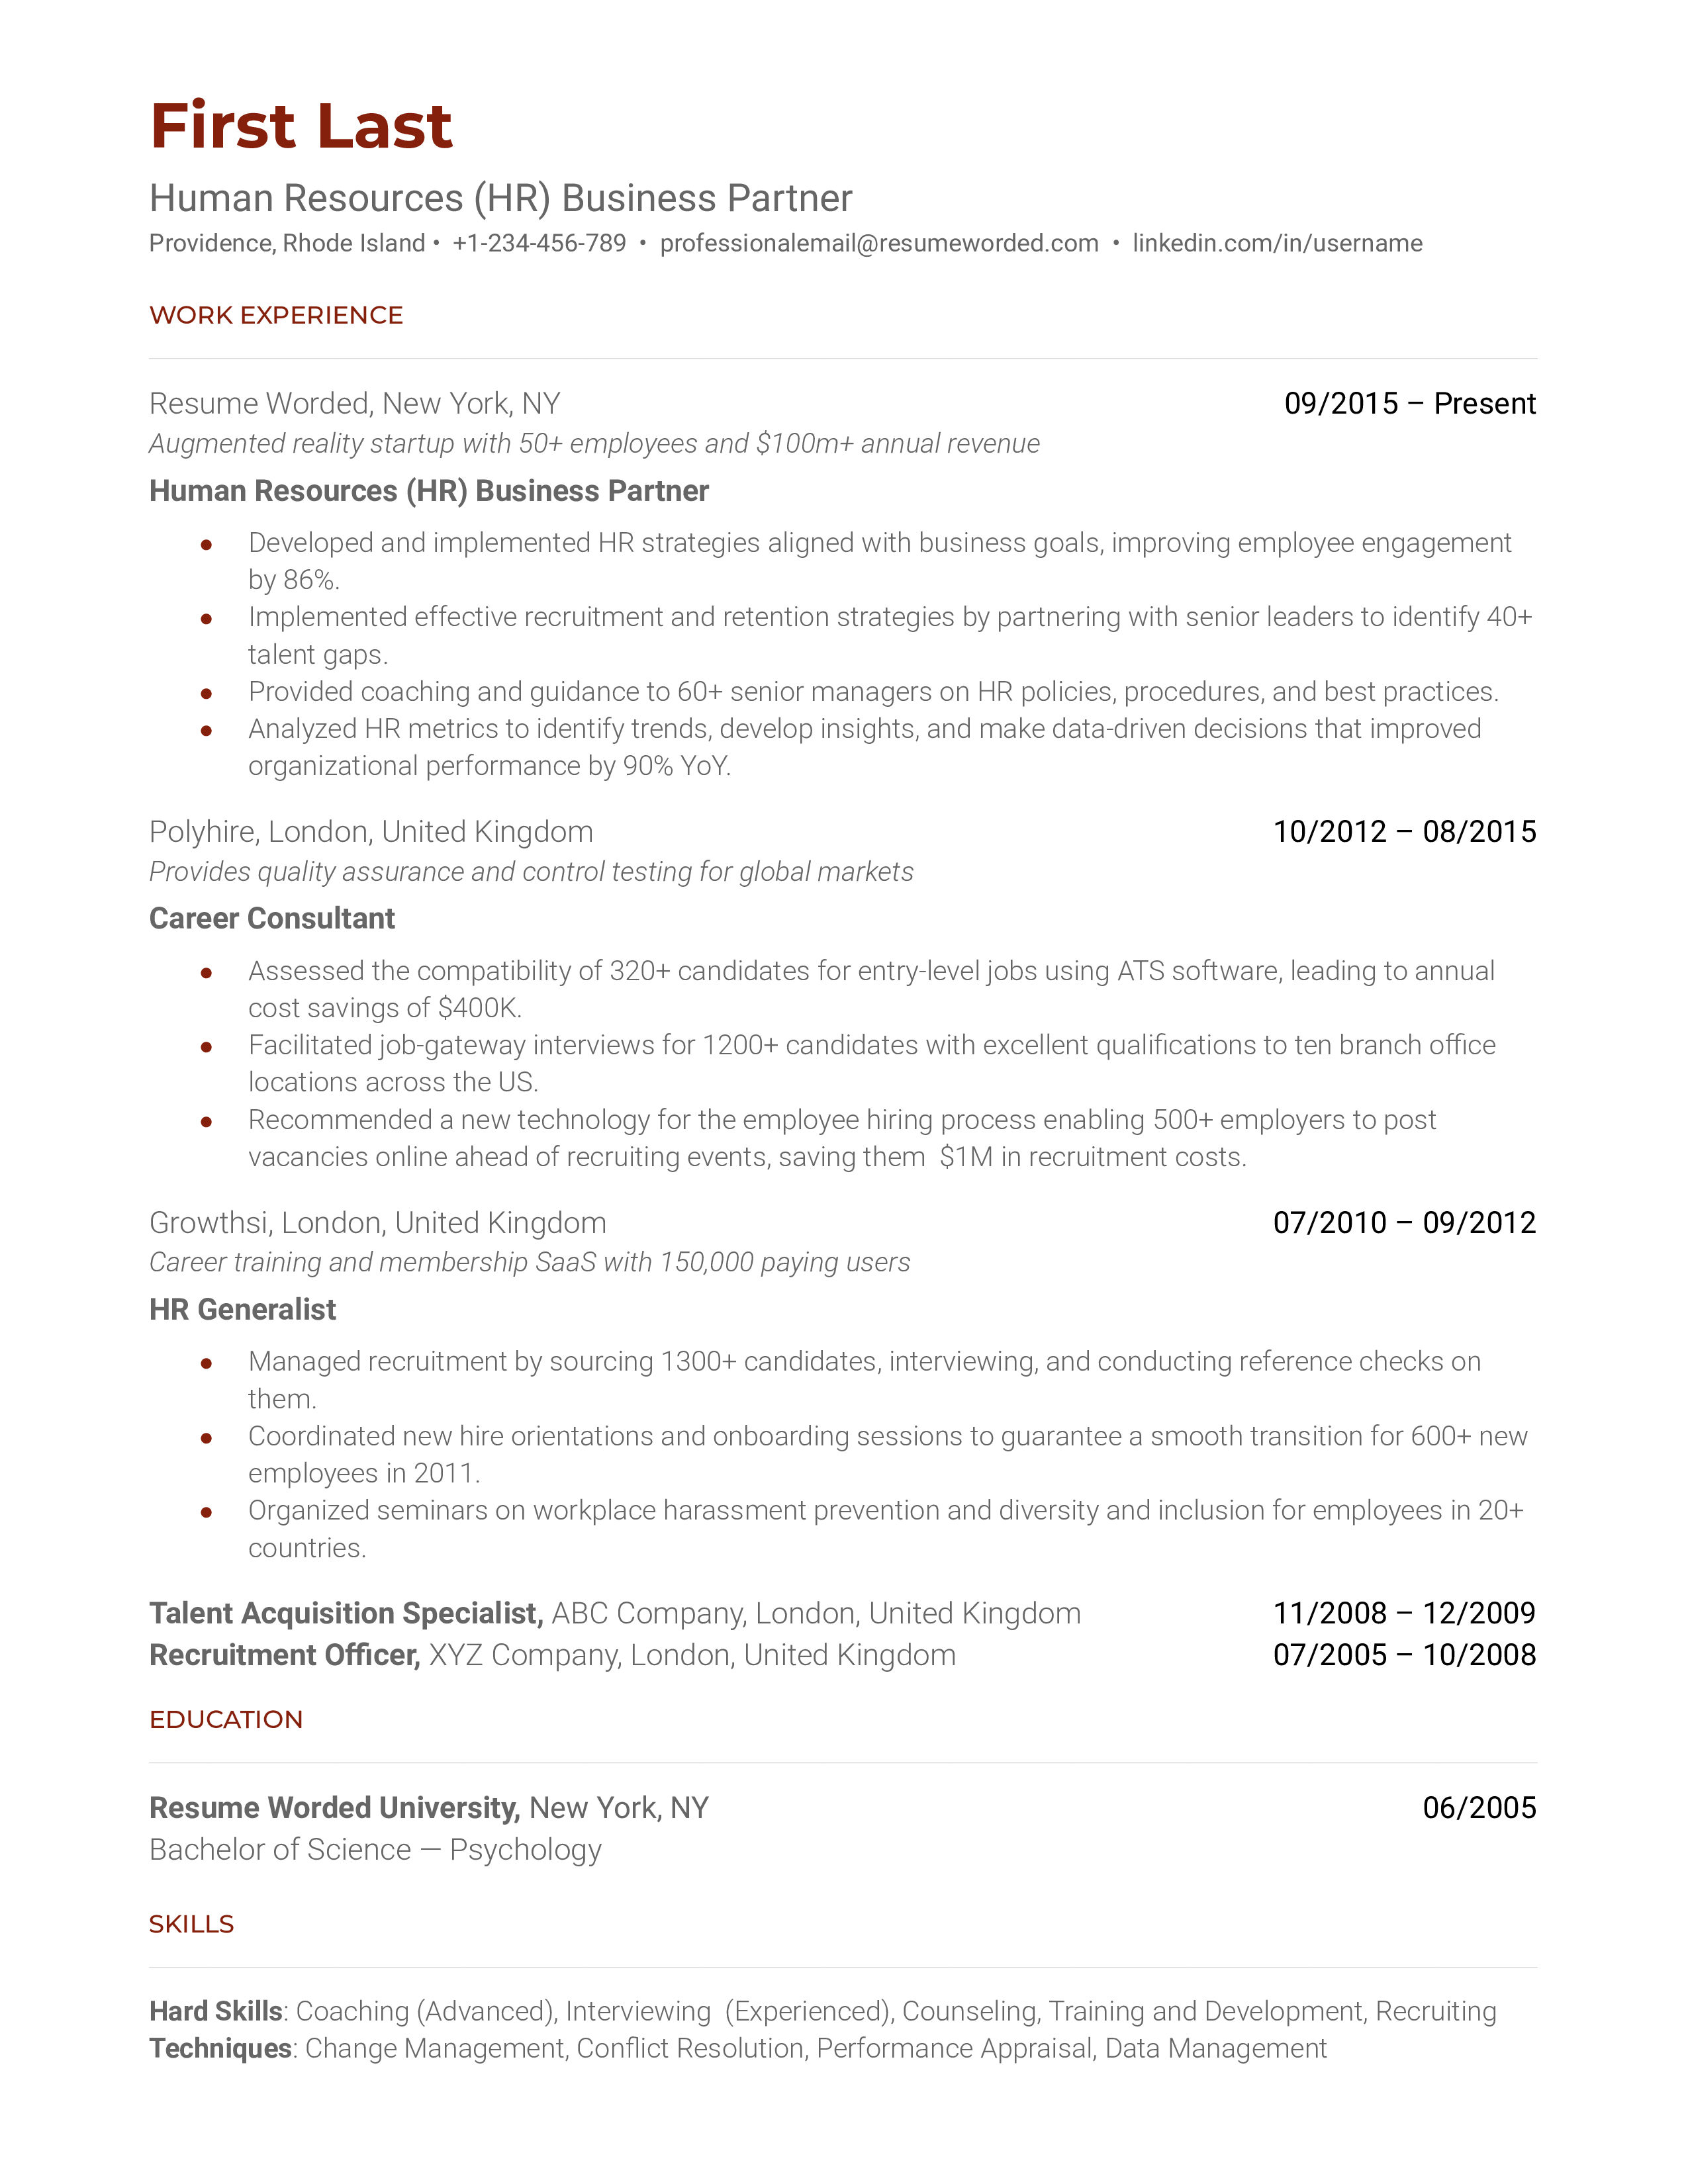 First Last
Human Resources (HR) Business Partner
Providence, Rhode Island • +1-234-456-789 • professionalemail@resumeworded.com • linkedin.com/in/username
WORK EXPERIENCE
Resume Worded, New York, NY 09/2015 – Present
Augmented reality startup with 50+ employees and $100m+ annual revenue
Human Resources (HR) Business Partner
● Developed and implemented HR strategies aligned with business goals, improving employee engagement
by 86%.
● Implemented effective recruitment and retention strategies by partnering with senior leaders to identify 40+
talent gaps.
● Provided coaching and guidance to 60+ senior managers on HR policies, procedures, and best practices.
● Analyzed HR metrics to identify trends, develop insights, and make data-driven decisions that improved
organizational performance by 90% YoY.
Polyhire, London, United Kingdom 10/2012 – 08/2015
Provides quality assurance and control testing for global markets
Career Consultant
● Assessed the compatibility of 320+ candidates for entry-level jobs using ATS software, leading to annual
cost savings of $400K.
● Facilitated job-gateway interviews for 1200+ candidates with excellent qualifications to ten branch office
locations across the US.
● Recommended a new technology for the employee hiring process enabling 500+ employers to post
vacancies online ahead of recruiting events, saving them  $1M in recruitment costs.
Growthsi, London, United Kingdom 07/2010 – 09/2012
Career training and membership SaaS with 150,000 paying users
HR Generalist
● Managed recruitment by sourcing 1300+ candidates, interviewing, and conducting reference checks on
them.
● Coordinated new hire orientations and onboarding sessions to guarantee a smooth transition for 600+ new
employees in 2011.
● Organized seminars on workplace harassment prevention and diversity and inclusion for employees in 20+
countries.
Talent Acquisition Specialist, ABC Company, London, United Kingdom 11/2008 – 12/2009
Recruitment Officer, XYZ Company, London, United Kingdom 07/2005 – 10/2008
EDUCATION
Resume Worded University, New York, NY 06/2005
Bachelor of Science — Psychology
SKILLS
Hard Skills: Coaching (Advanced), Interviewing  (Experienced), Counseling, Training and Development, Recruiting
Techniques: Change Management, Conflict Resolution, Performance Appraisal, Data Management